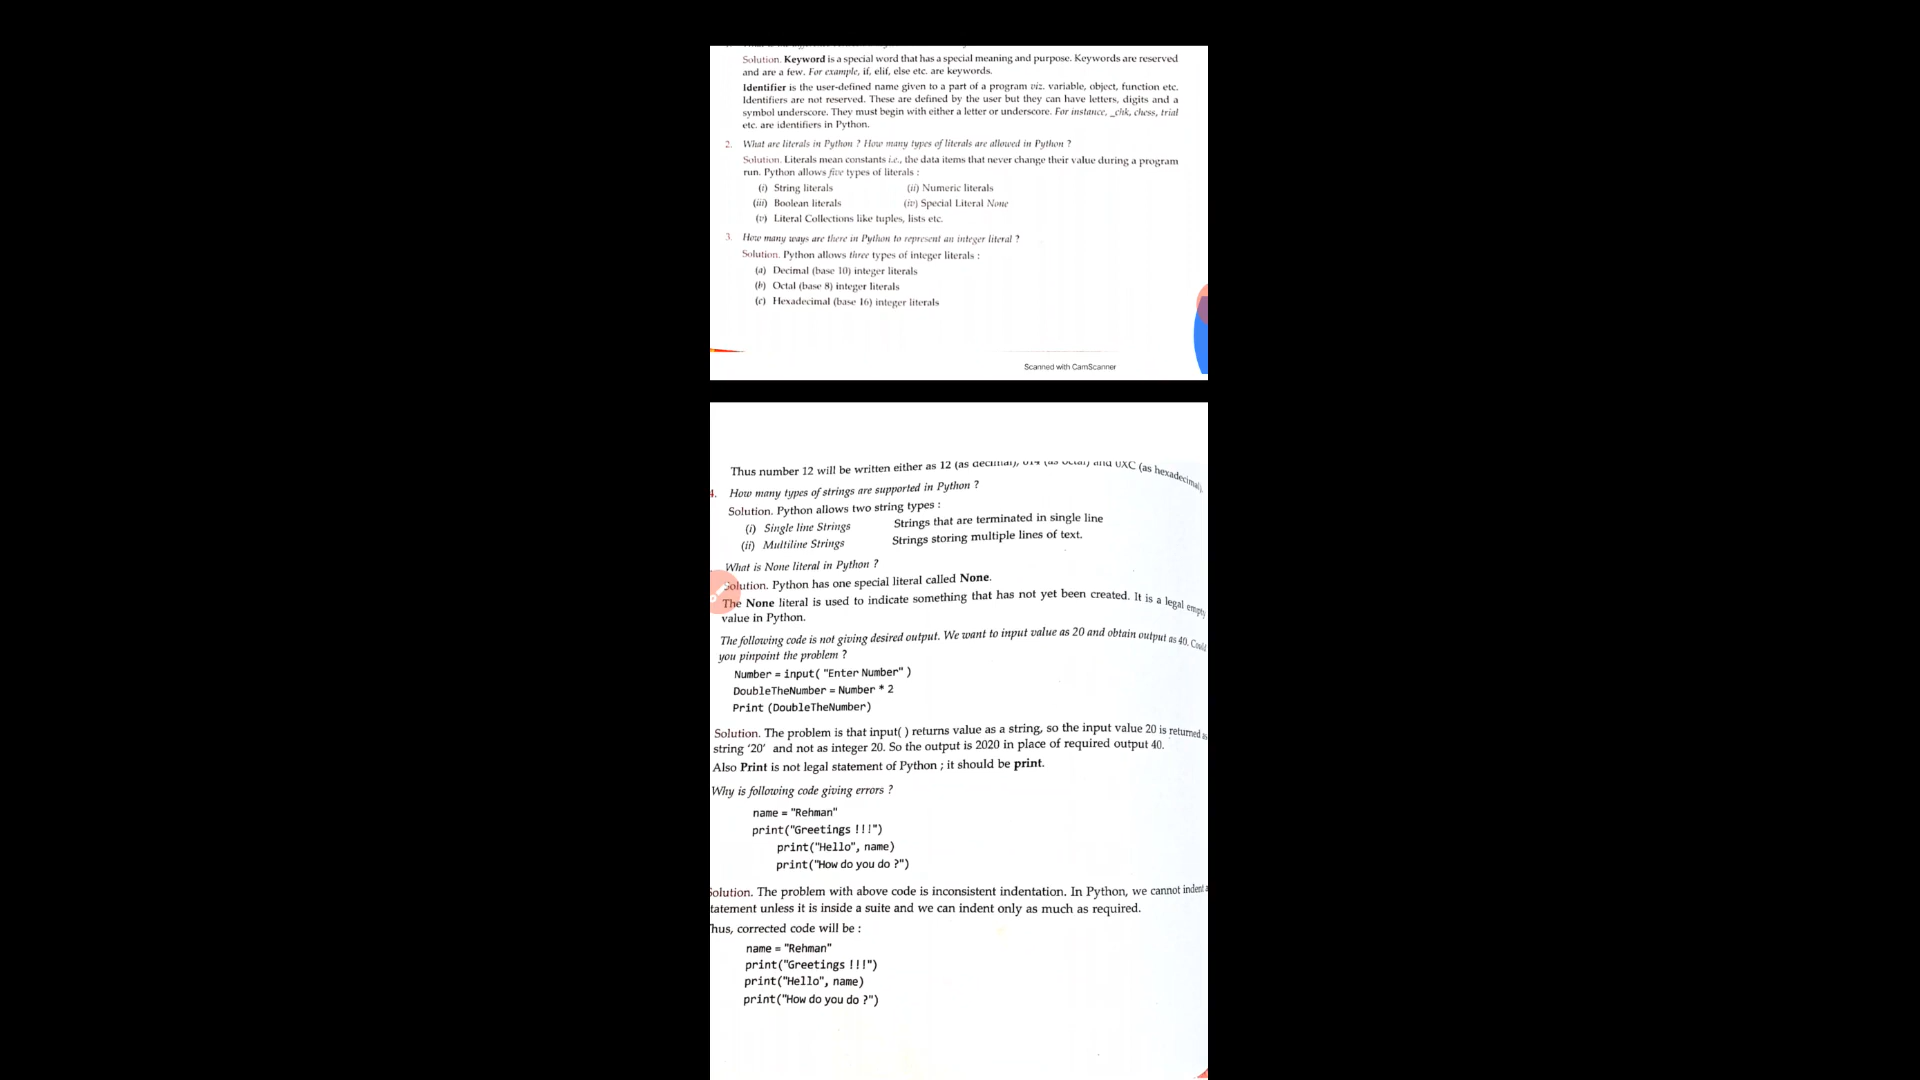 Solution. Keyword is a special word that has a special meaning and purpose. Keywords are reserved
and are a few. For example, if, elif, else etc. are keywords.
Identifier is the user-defined name given to a part of a program viz. variable, object, function etc.
Identifiers are not reserved. These are defined by the user but they can have letters, digits and a
symbol underscore. They must begin with either a letter or underscore. For instance, _chk, chess, trial
etc. are identifiers in Python.
2. What are literals in Python ? How many types of literals are allowed in Python ?
Solution. Literals mean constants i.e., the data items that never change their value during a program
run. Python allows five types of literals :
(i) String literals (ii) Numeric literals
(iii) Boolean literals (iv) Special Literal None
(v) Literal Collections like tuples, lists etc.
3. How many ways are there in Python to represent an integer literal ?
Solution. Python allows three types of integer literals :
(a) Decimal (base 10) integer literals
(b) Octal (base 8) integer literals
(c) Hexadecimal (base 16) integer literals
Scanned with CamScanner
Thus number 12 will be written either as 12 (as decimal), and 0XC (as hexadecimal).
4. How many types of strings are supported in Python ?
Solution. Python allows two string types :
(i) Single line Strings Strings that are terminated in single line
(ii) Multiline Strings Strings storing multiple lines of text.
What is None literal in Python ?
Solution. Python has one special literal called None.
The None literal is used to indicate something that has not yet been created. It is a legal empty
value in Python.
The following code is not giving desired output. We want to input value as 20 and obtain output as 40. Could
you pinpoint the problem ?
Number = input( "Enter Number" )
DoubleTheNumber = Number * 2
Print (DoubleTheNumber)
Solution. The problem is that input( ) returns value as a string, so the input value 20 is returned as
string '20' and not as integer 20. So the output is 2020 in place of required output 40.
Also Print is not legal statement of Python ; it should be print.
Why is following code giving errors ?
name = "Rehman"
print("Greetings !!!")
print("Hello", name)
print("How do you do ?")
Solution. The problem with above code is inconsistent indentation. In Python, we cannot indent a
tatement unless it is inside a suite and we can indent only as much as required.
hus, corrected code will be :
name = "Rehman"
print("Greetings !!!")
print("Hello", name)
print("How do you do ?")